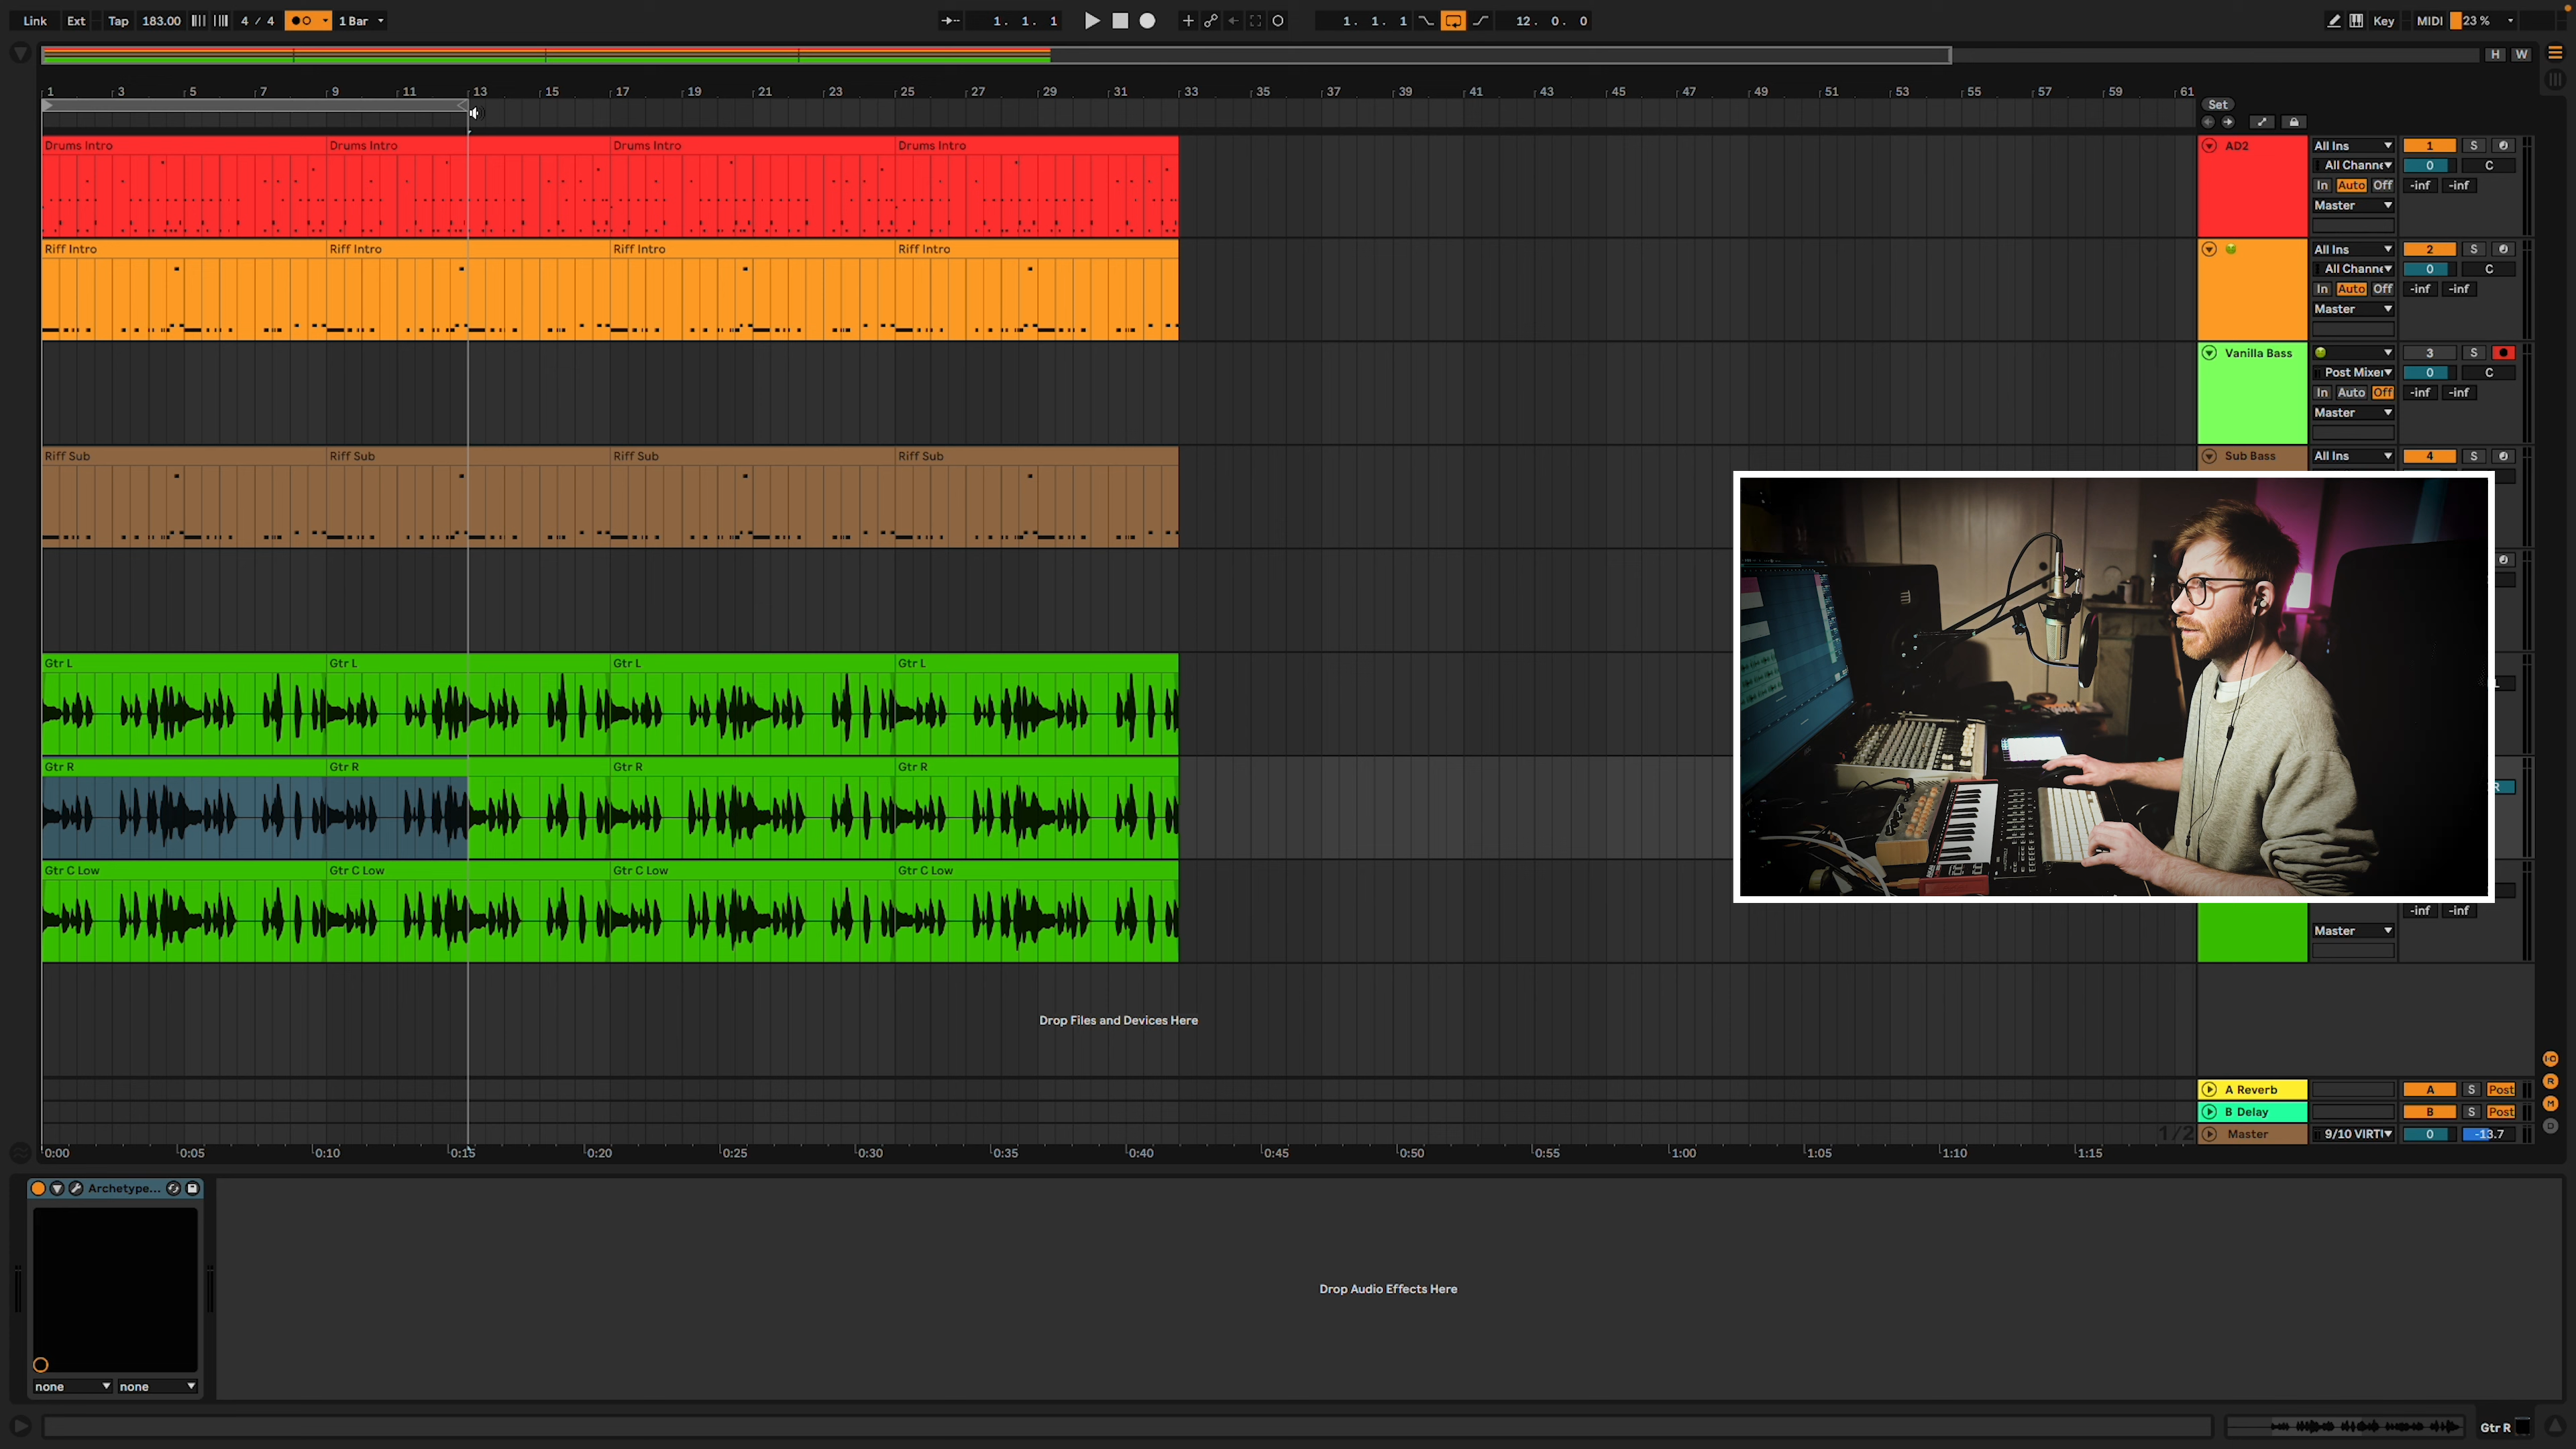 Link Ext Tap 183.00 4 / 4 1 Bar 1. 1. 1 1. 1. 1 12. 0. 0 Key MIDI 23 %
H W
1 3 5 7 9 11 13 15 17 19 21 23 25 27 29 31 33 35 37 39 41 43 45 47 49 51 53 55 57 59 61
Set
Drums Intro Drums Intro Drums Intro Drums Intro AD2 All Ins 1 S
All Channe 0 C
In Auto Off -inf -inf
Master
Riff Intro Riff Intro Riff Intro Riff Intro All Ins 2 S
All Channe 0 C
In Auto Off -inf -inf
Master
Vanilla Bass 3 S
Post Mixer 0 C
In Auto Off -inf -inf
Master
Riff Sub Riff Sub Riff Sub Riff Sub Sub Bass All Ins 4 S
Gtr L Gtr L Gtr L Gtr L
Gtr R Gtr R Gtr R Gtr R
R
Gtr C Low Gtr C Low Gtr C Low Gtr C Low
-inf -inf
Master
Drop Files and Devices Here
A Reverb A S Post
B Delay B S Post
1/2 Master 9/10 VIRTU 0 -13.7
0:00 0:05 0:10 0:15 0:20 0:25 0:30 0:35 0:40 0:45 0:50 0:55 1:00 1:05 1:10 1:15
Archetype...
Drop Audio Effects Here
none none
Gtr R